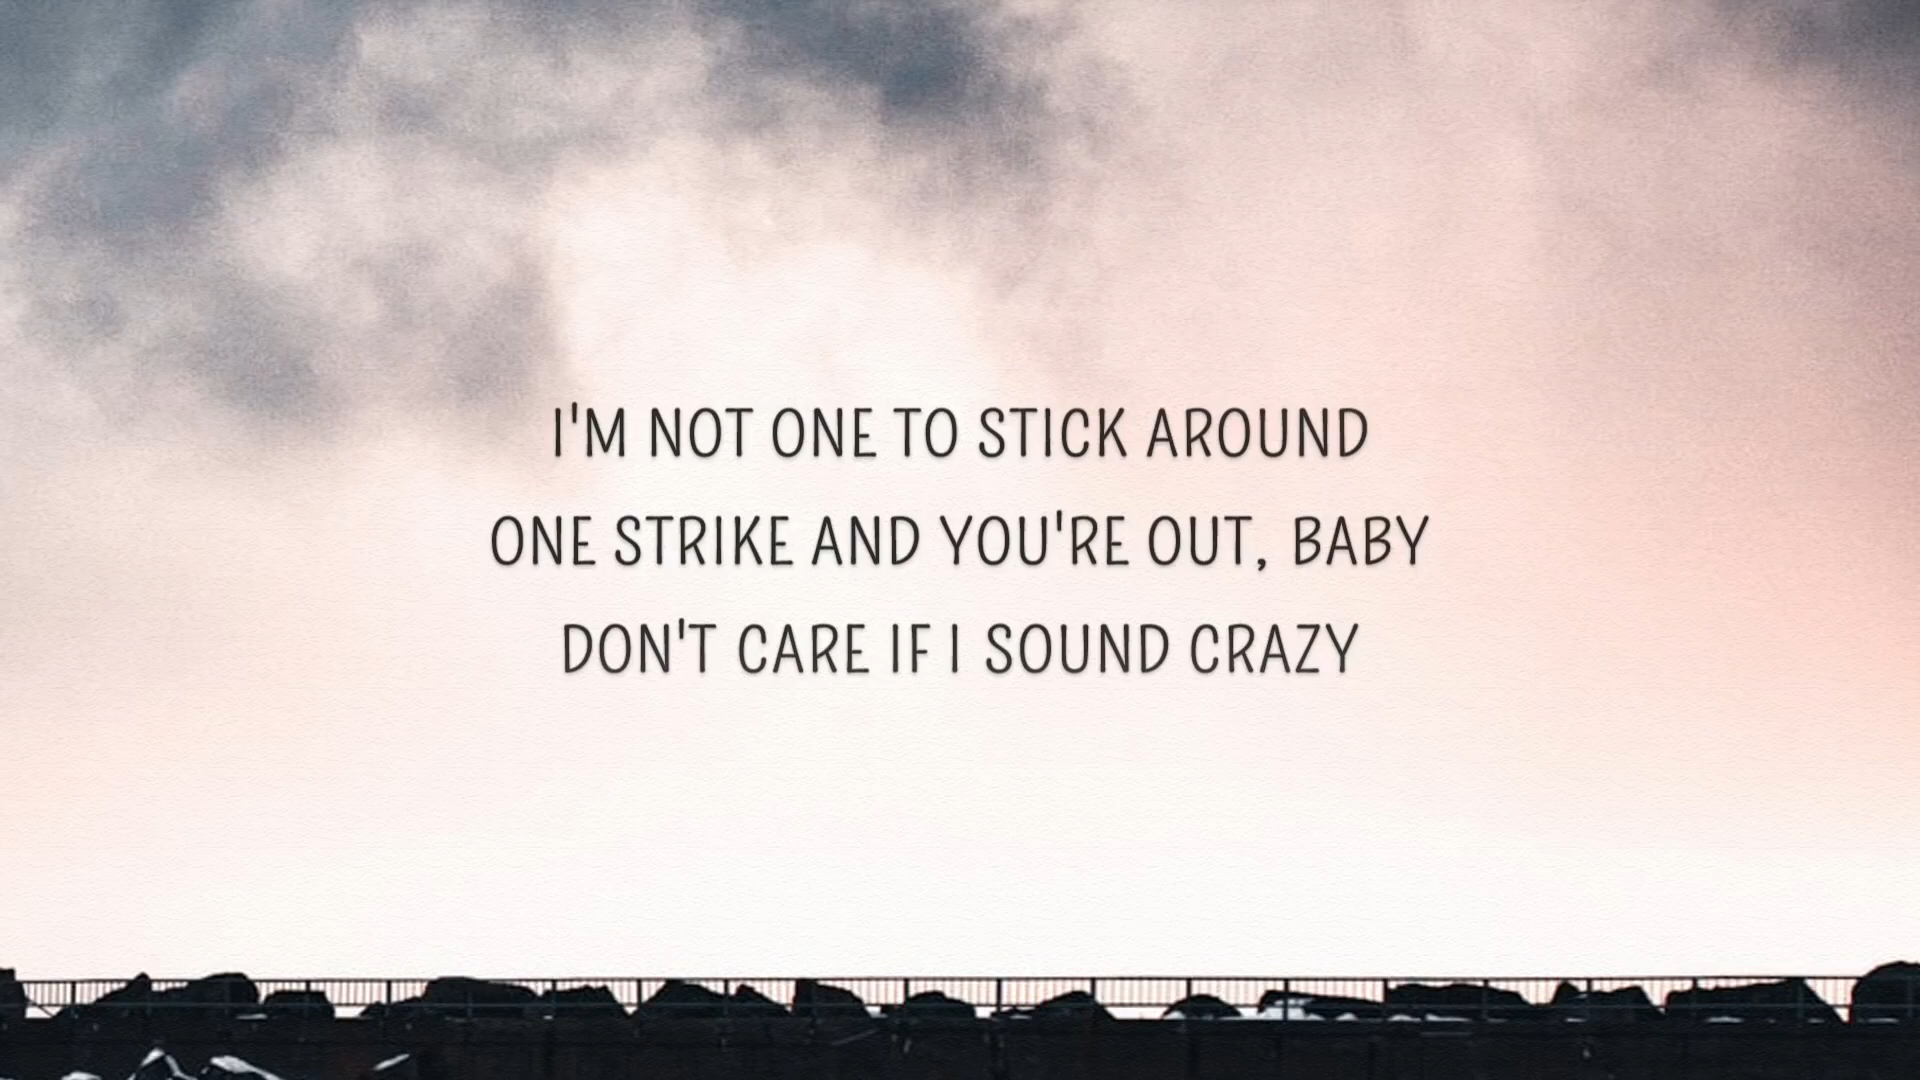 I'M NOT ONE TO STICK AROUND
ONE STRIKE AND YOU'RE OUT, BABY
DON'T CARE IF I SOUND CRAZY